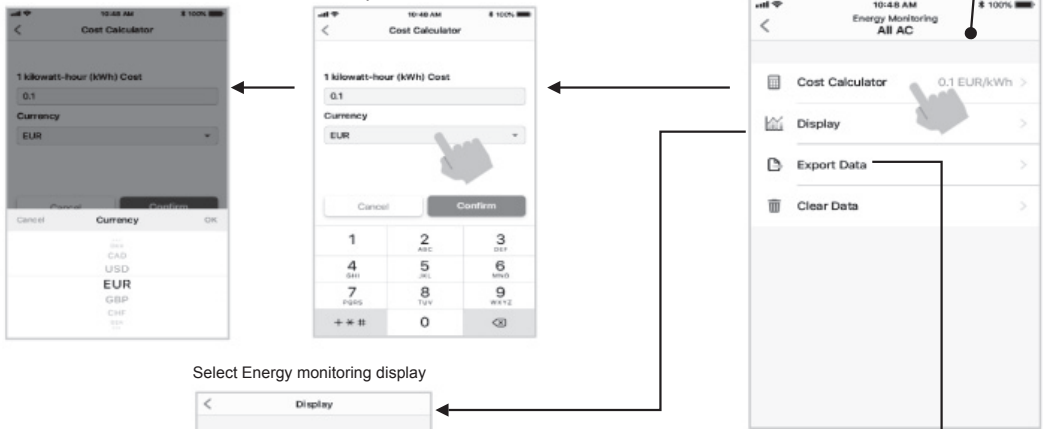 10:48 AM
100%
Cost Calculator
1 kilowatt-hour (kWh) Cost
0.1
Currency
EUR
Cancel
Confirm
Cancel
Currency
OK
CAD
USD
EUR
GBP
CHF
10:48 AM
100%
Cost Calculator
1 kilowatt-hour (kWh) Cost
0.1
Currency
EUR
Cancel
Confirm
1
2
ABC
3
DEF
4
GHI
5
JKL
6
MNO
7
PQRS
8
TUV
9
WXYZ
+ * #
0
10:48 AM
100%
Energy Monitoring
All AC
Cost Calculator
0.1 EUR/kWh
Display
Export Data
Clear Data
Select Energy monitoring display
Display